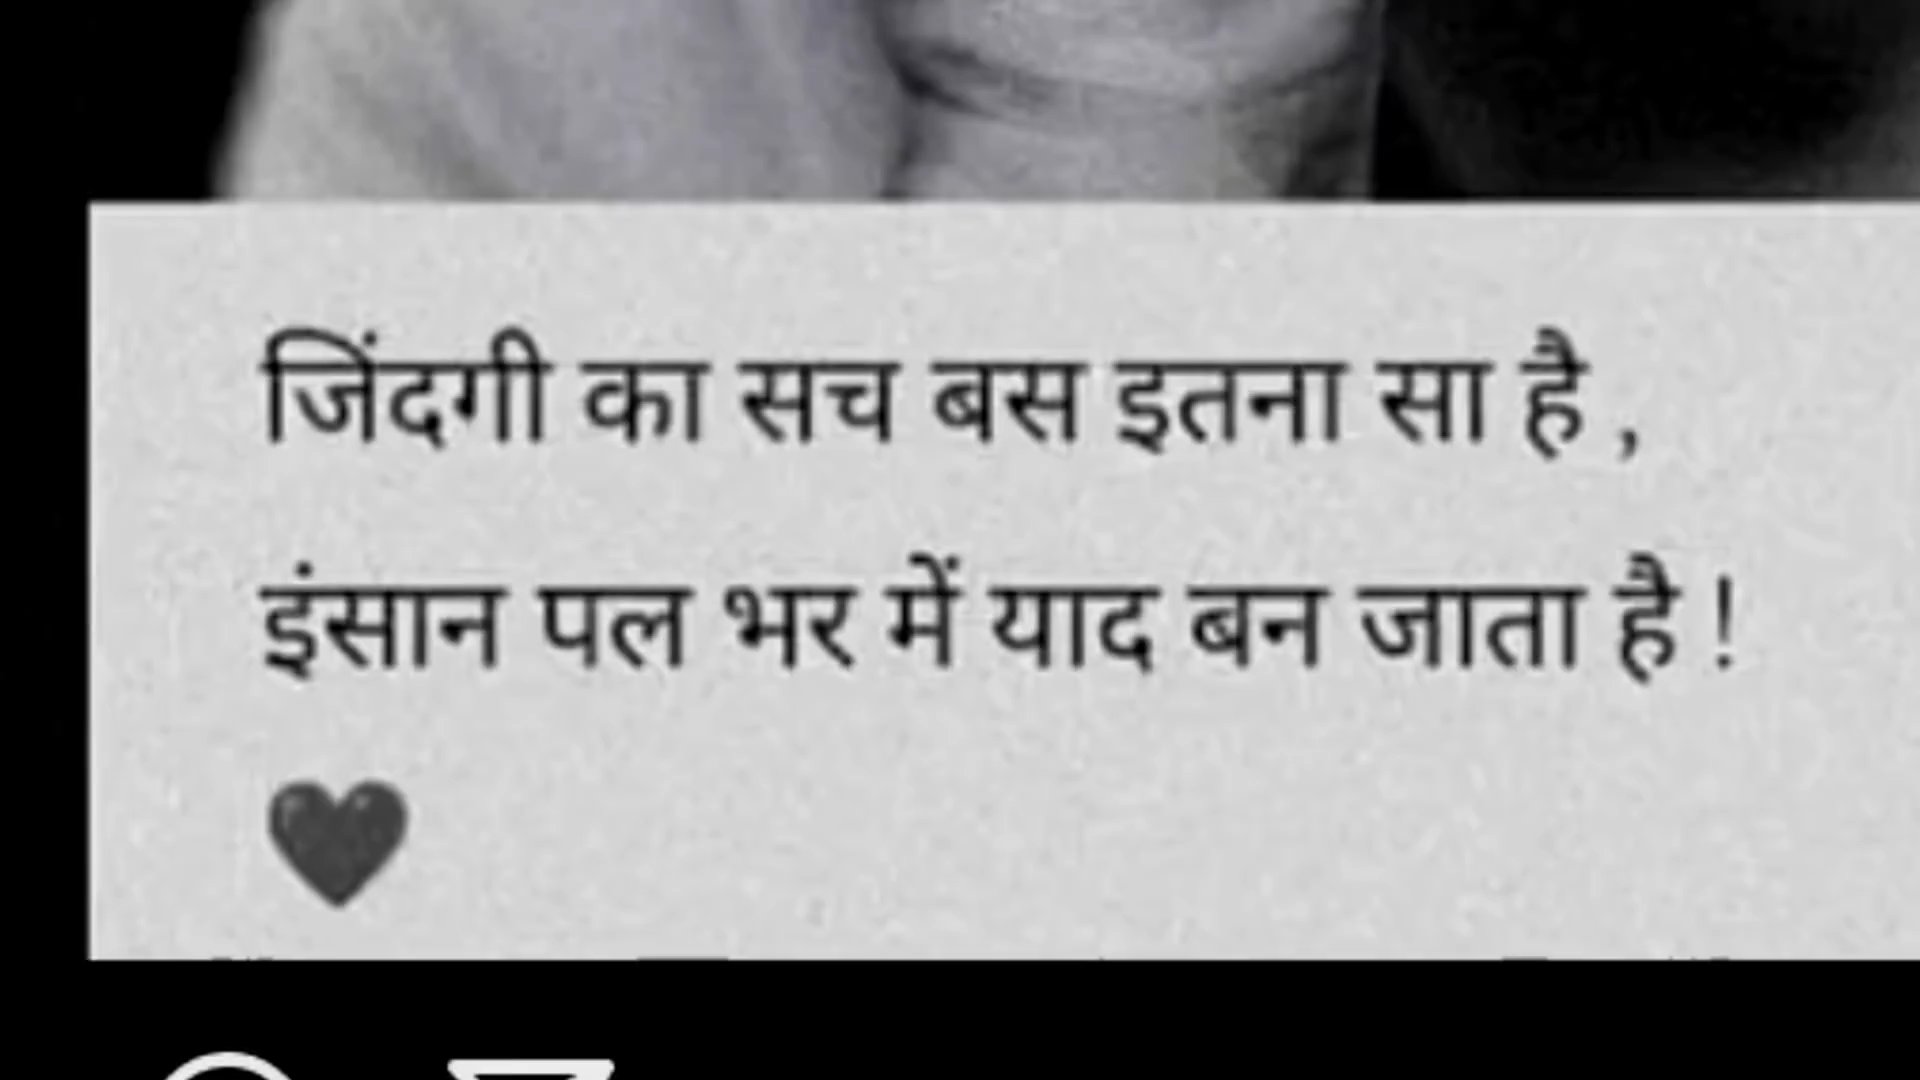 जिंदगी का सच बस इतना सा है ,
इंसान पल भर में याद बन जाता है !
🖤